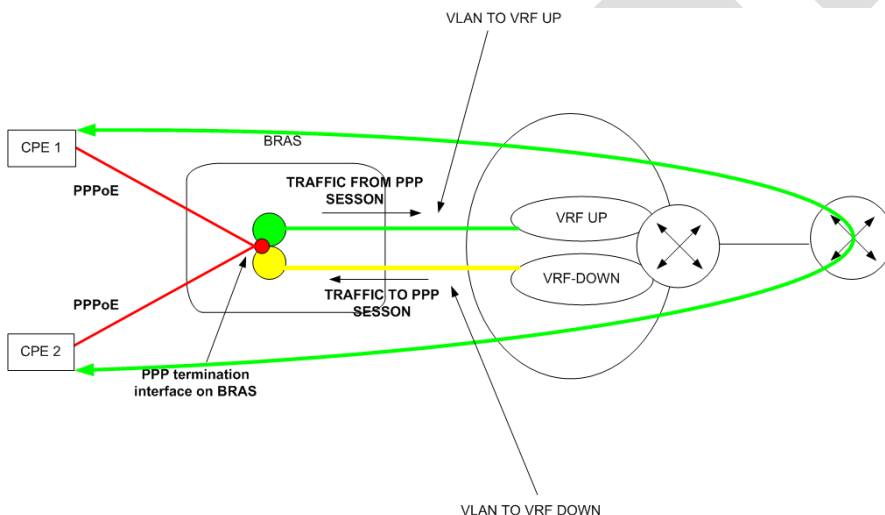 VLAN TO VRF UP
CPE 1
BRAS
PPPoE
TRAFFIC FROM PPP
SESSON
VRF UP
VRF-DOWN
TRAFFIC TO PPP
SESSON
PPPoE
CPE 2
PPP termination
interface on BRAS
VLAN TO VRF DOWN